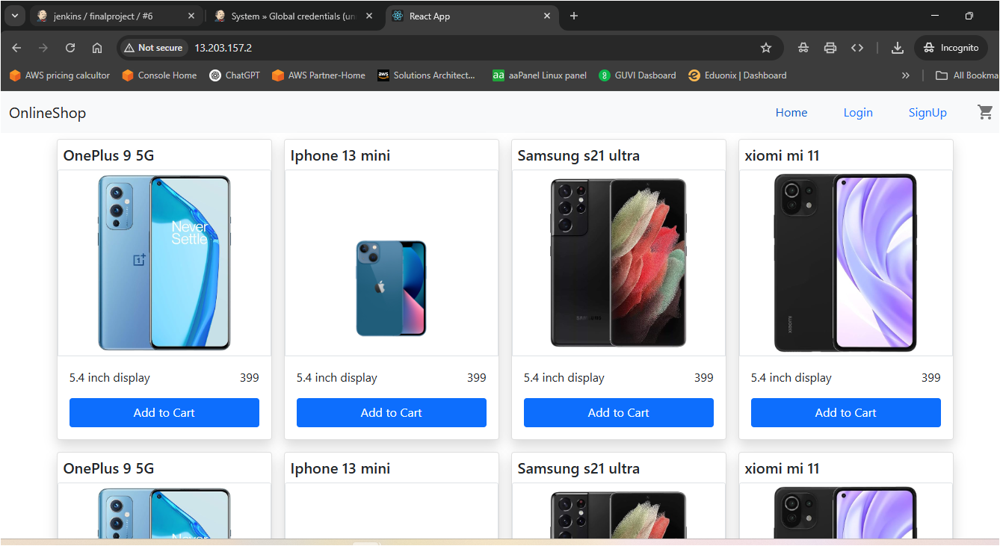 jenkins / finalproject / #6
System » Global credentials (un
React App
Not secure
13.203.157.2
Incognito
AWS pricing calcultor
Console Home
ChatGPT
AWS Partner-Home
aws
Solutions Architect...
aa
aaPanel Linux panel
GUVI Dasboard
Eduonix | Dashboard
»
All Bookma
OnlineShop
Home
Login
SignUp
OnePlus 9 5G
Iphone 13 mini
Samsung s21 ultra
xiomi mi 11
Never
Settle
SAMSUNG
xiaomi
5.4 inch display
399
5.4 inch display
399
5.4 inch display
399
5.4 inch display
399
Add to Cart
Add to Cart
Add to Cart
Add to Cart
OnePlus 9 5G
Iphone 13 mini
Samsung s21 ultra
xiomi mi 11
Never